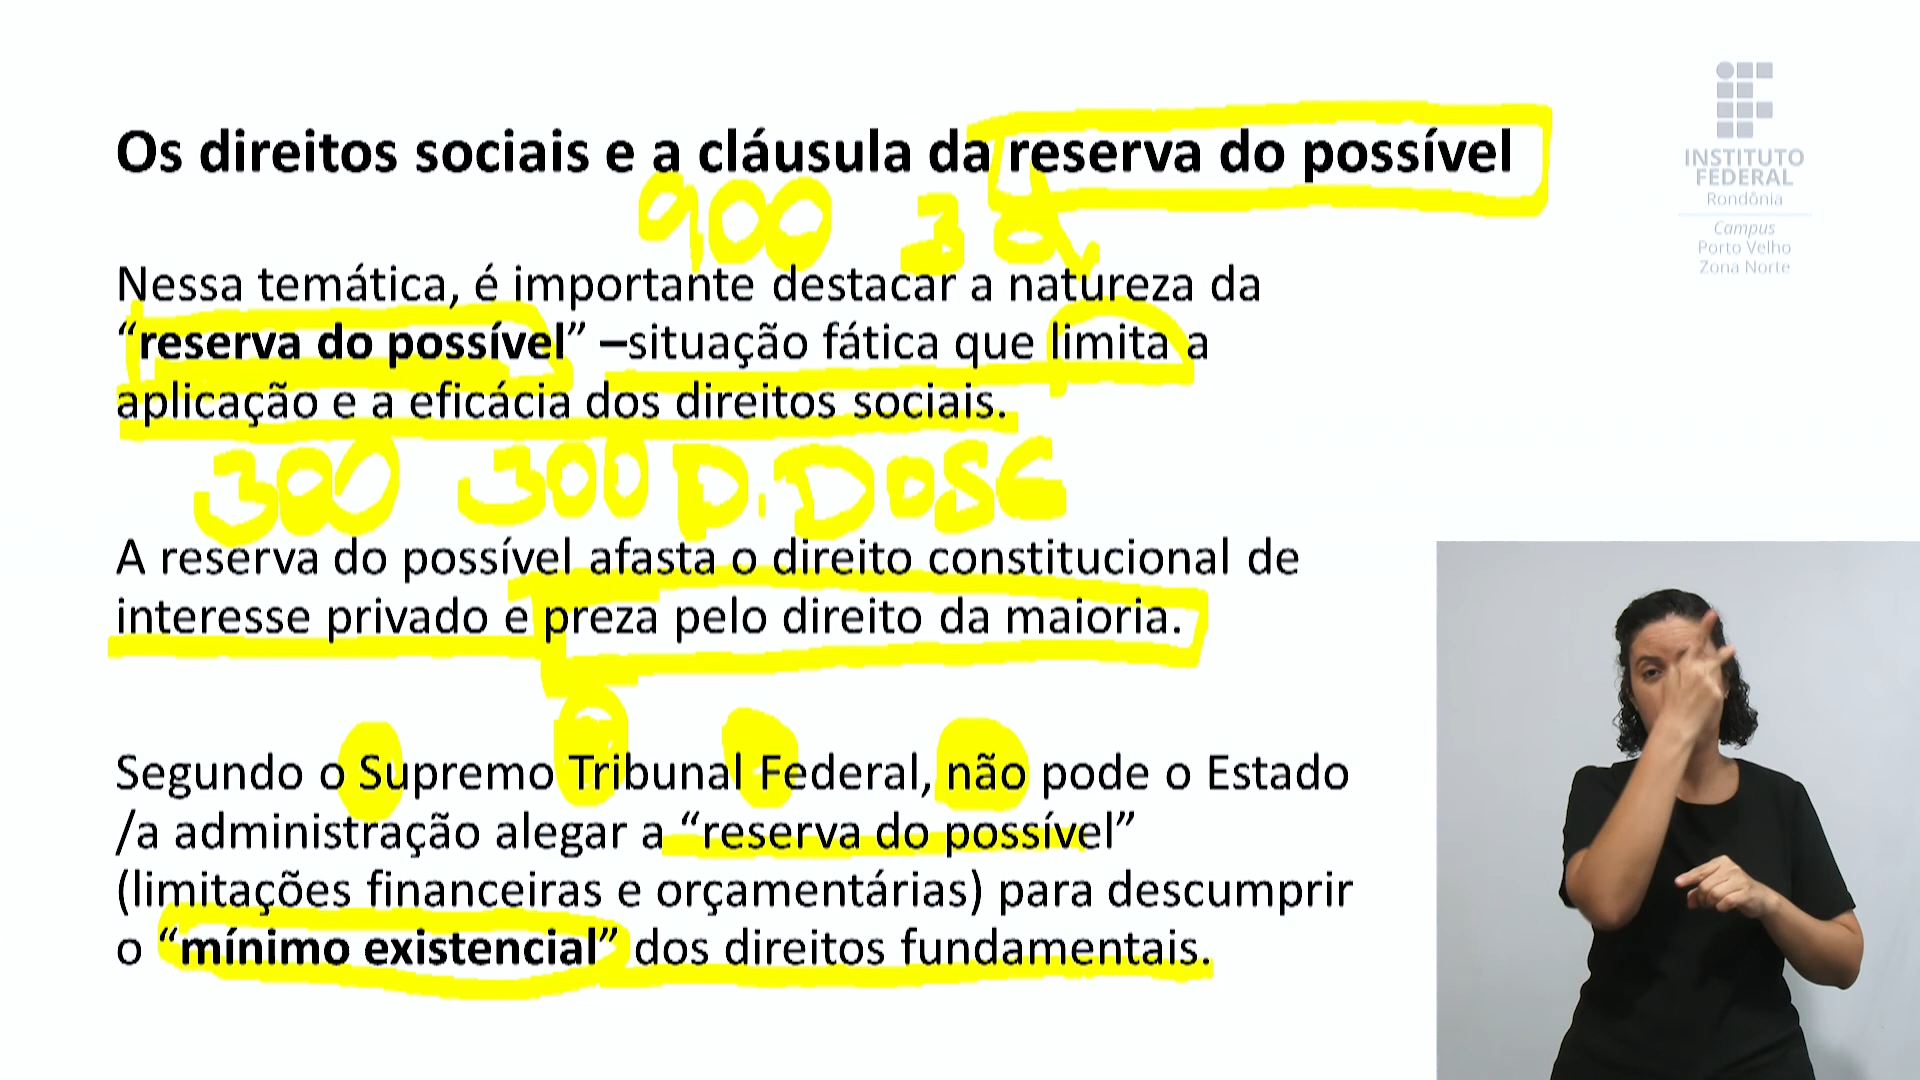 Os direitos sociais e a cláusula da reserva do possível
INSTITUTO
FEDERAL
Rondônia
Campus
Porto Velho
Zona Norte
900 3
Nessa temática, é importante destacar a natureza da
“reserva do possível” –situação fática que limita a
aplicação e a eficácia dos direitos sociais.
300 300 D. DOSE
A reserva do possível afasta o direito constitucional de
interesse privado e preza pelo direito da maioria.
Segundo o Supremo Tribunal Federal, não pode o Estado
/a administração alegar a “reserva do possível”
(limitações financeiras e orçamentárias) para descumprir
o “mínimo existencial” dos direitos fundamentais.